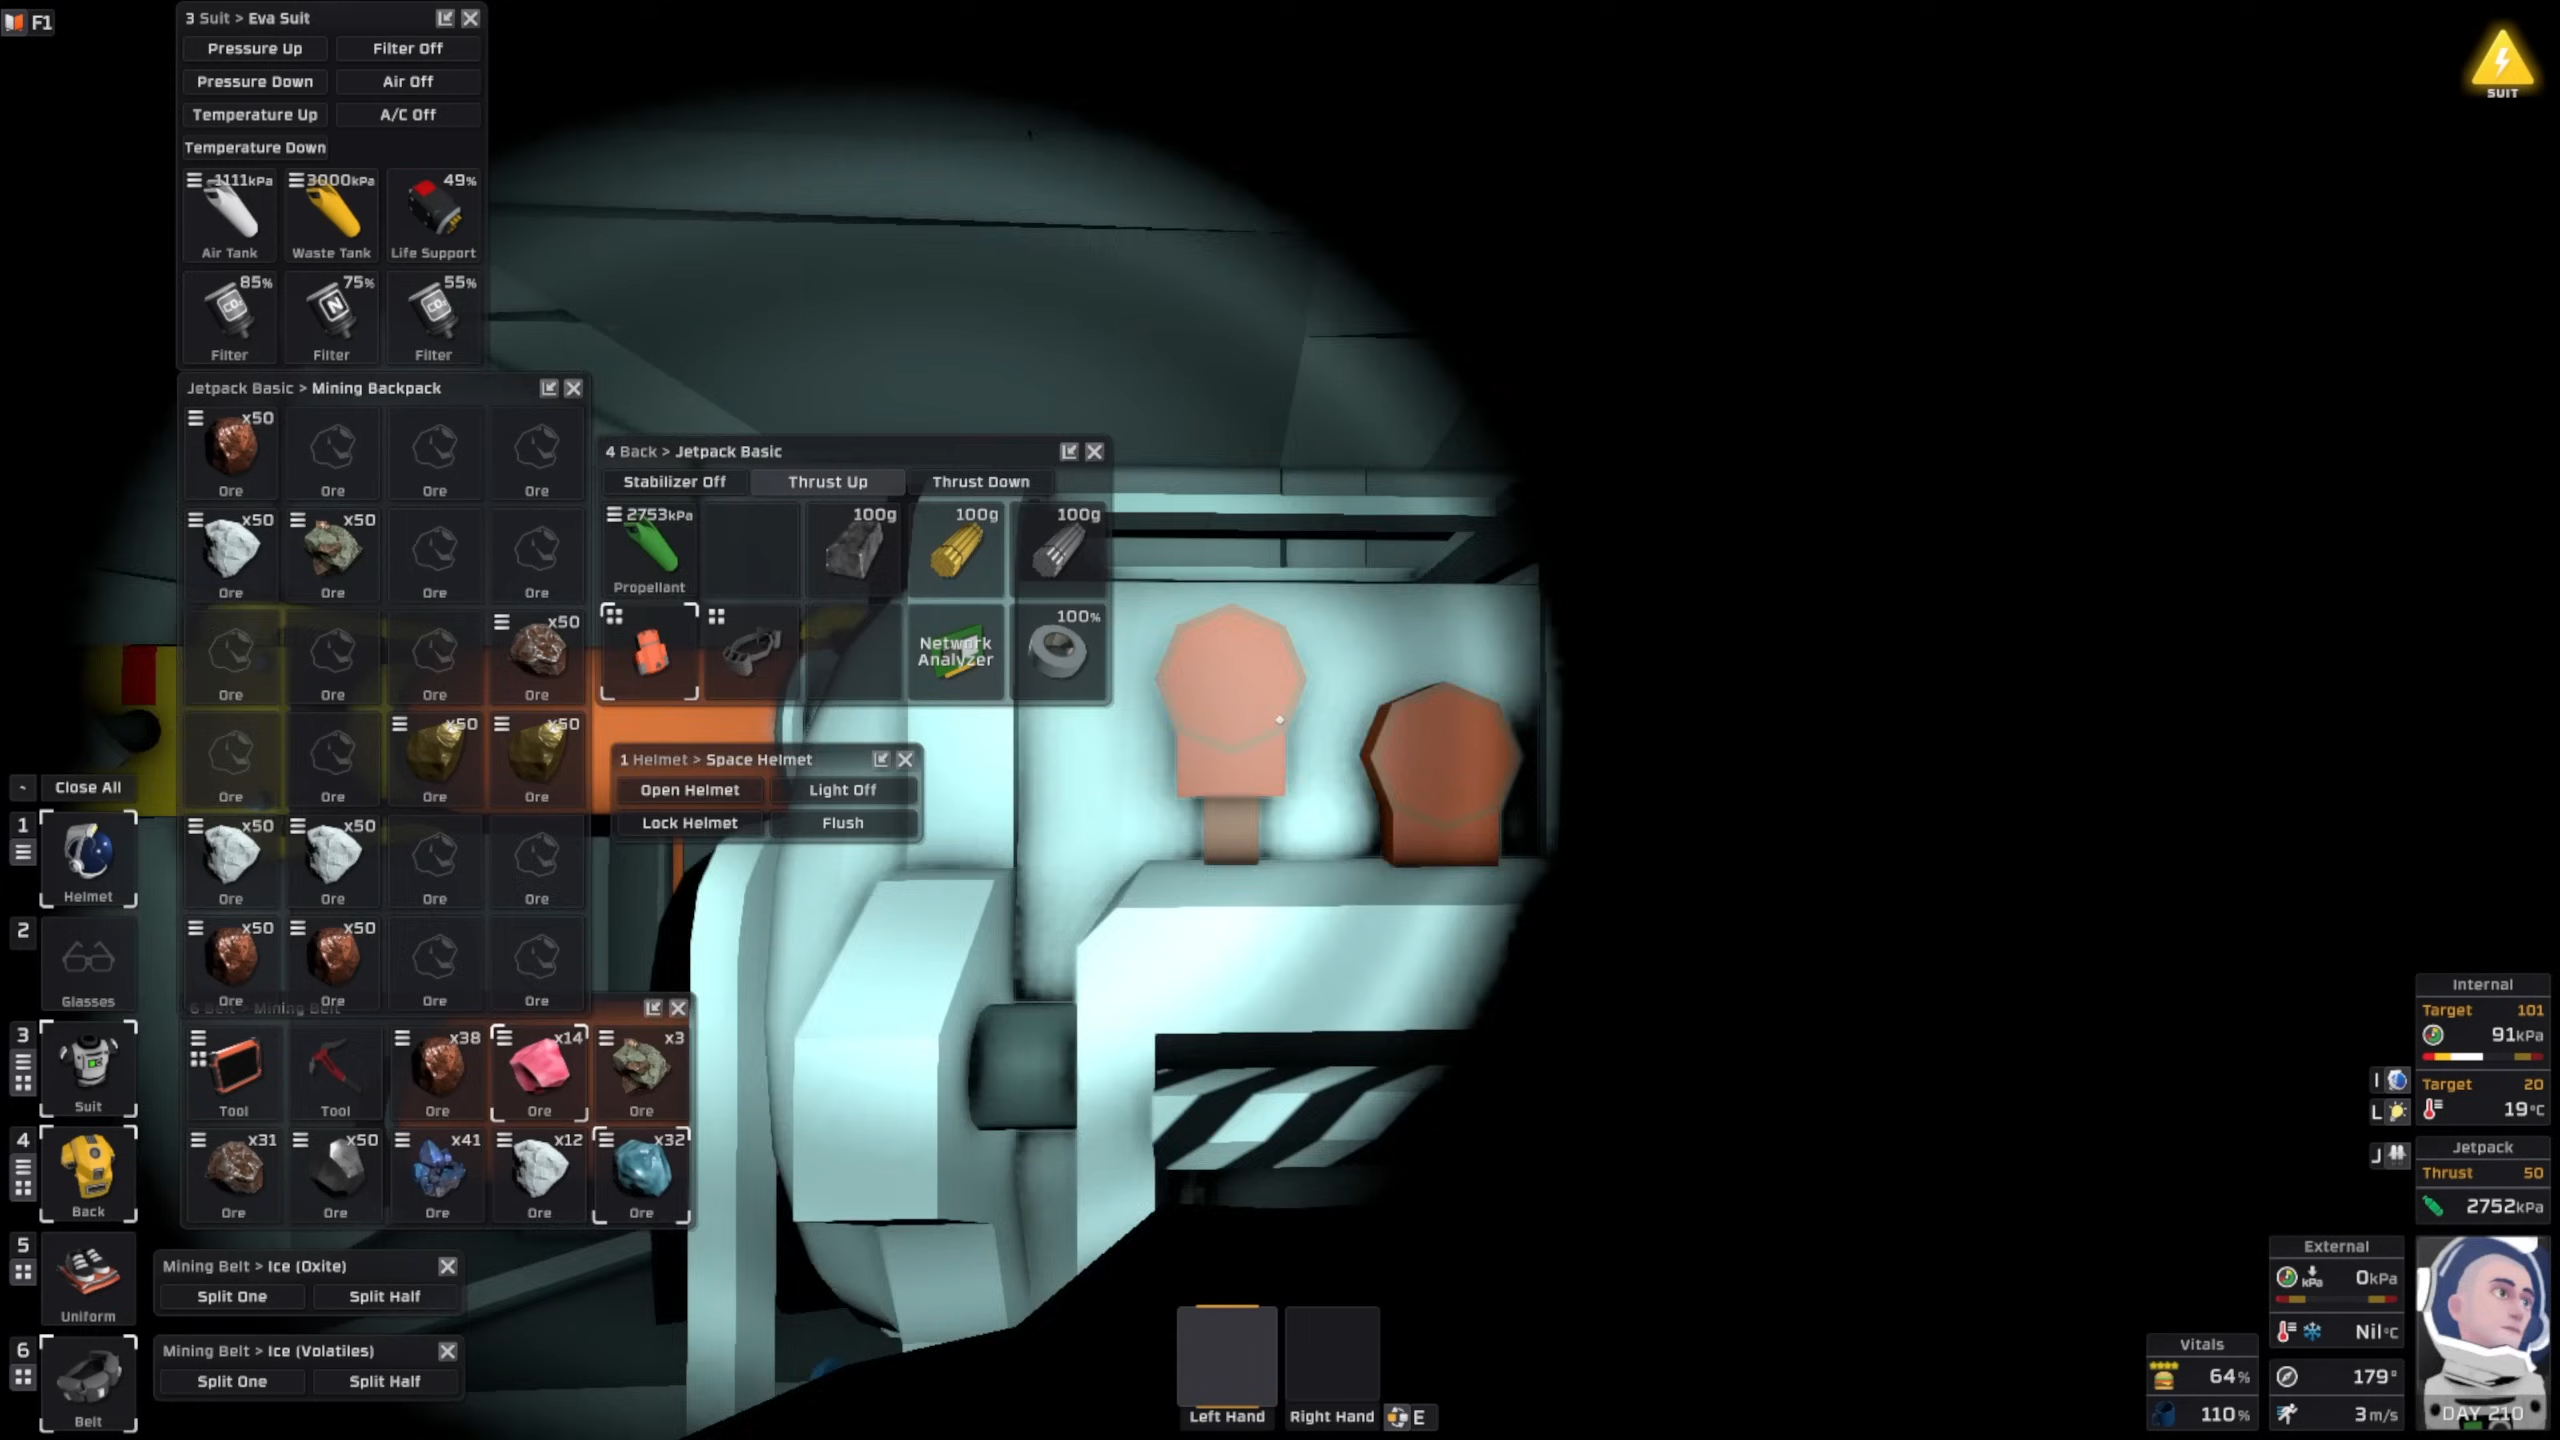 F1
3 Suit > Eva Suit
Pressure Up
Filter Off
Pressure Down
Air Off
Temperature Up
A/C Off
Temperature Down
1111kPa
3000kPa
49%
Air Tank
Waste Tank
Life Support
85%
75%
55%
CO₂
N
CO₂
Filter
Filter
Filter
SUIT
Jetpack Basic > Mining Backpack
x50
Ore
Ore
Ore
Ore
x50
x50
Ore
Ore
Ore
Ore
x50
Ore
Ore
Ore
Ore
x50
x50
Ore
Ore
Ore
Ore
x50
x50
Ore
Ore
Ore
Ore
x50
x50
Ore
Ore
Ore
Ore
4 Back > Jetpack Basic
Stabilizer Off
Thrust Up
Thrust Down
2753kPa
100g
100g
100g
Propellant
Network
Analyzer
100%
1 Helmet > Space Helmet
Open Helmet
Light Off
Lock Helmet
Flush
~
Close All
1
Helmet
2
Glasses
3
Suit
4
Back
5
Uniform
6
Belt
6 Belt > Mining Belt
x38
x14
x3
Tool
Tool
Ore
Ore
Ore
x31
x50
x41
x12
x32
Ore
Ore
Ore
Ore
Ore
Mining Belt > Ice (Oxite)
Split One
Split Half
Mining Belt > Ice (Volatiles)
Split One
Split Half
Left Hand
Right Hand
E
Internal
Target 101
91kPa
Target 20
19°C
I
L
J
Jetpack
Thrust 50
2752kPa
External
kPa
0kPa
Nil°C
179°
3m/s
Vitals
64%
110%
DAY 210